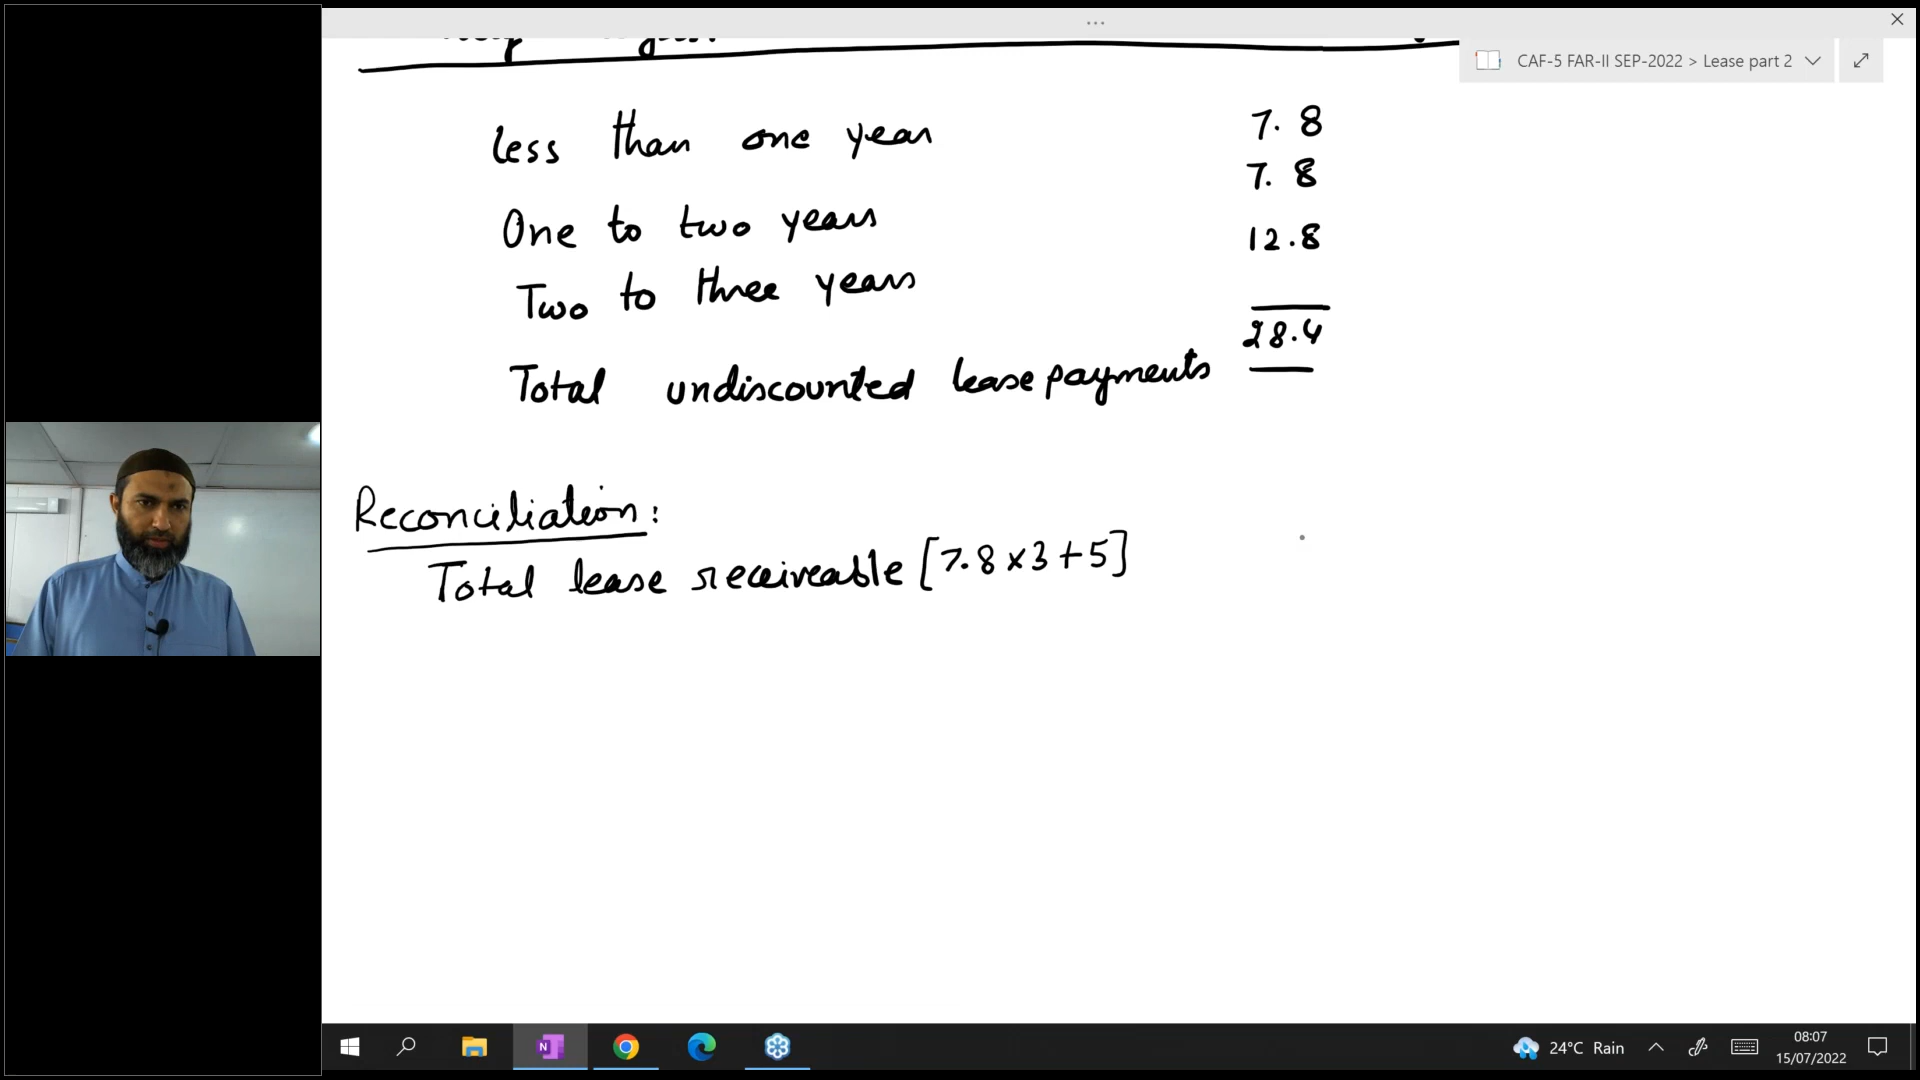 ...
CAF-5 FAR-II SEP-2022 > Lease part 2
less than one year 7.8
7.8
One to two years
12.8
Two to three years
28.4
Total undiscounted lease payments
Reconciliation:
Total lease receiveable [7.8 x 3 + 5]
24°C Rain
08:07
15/07/2022